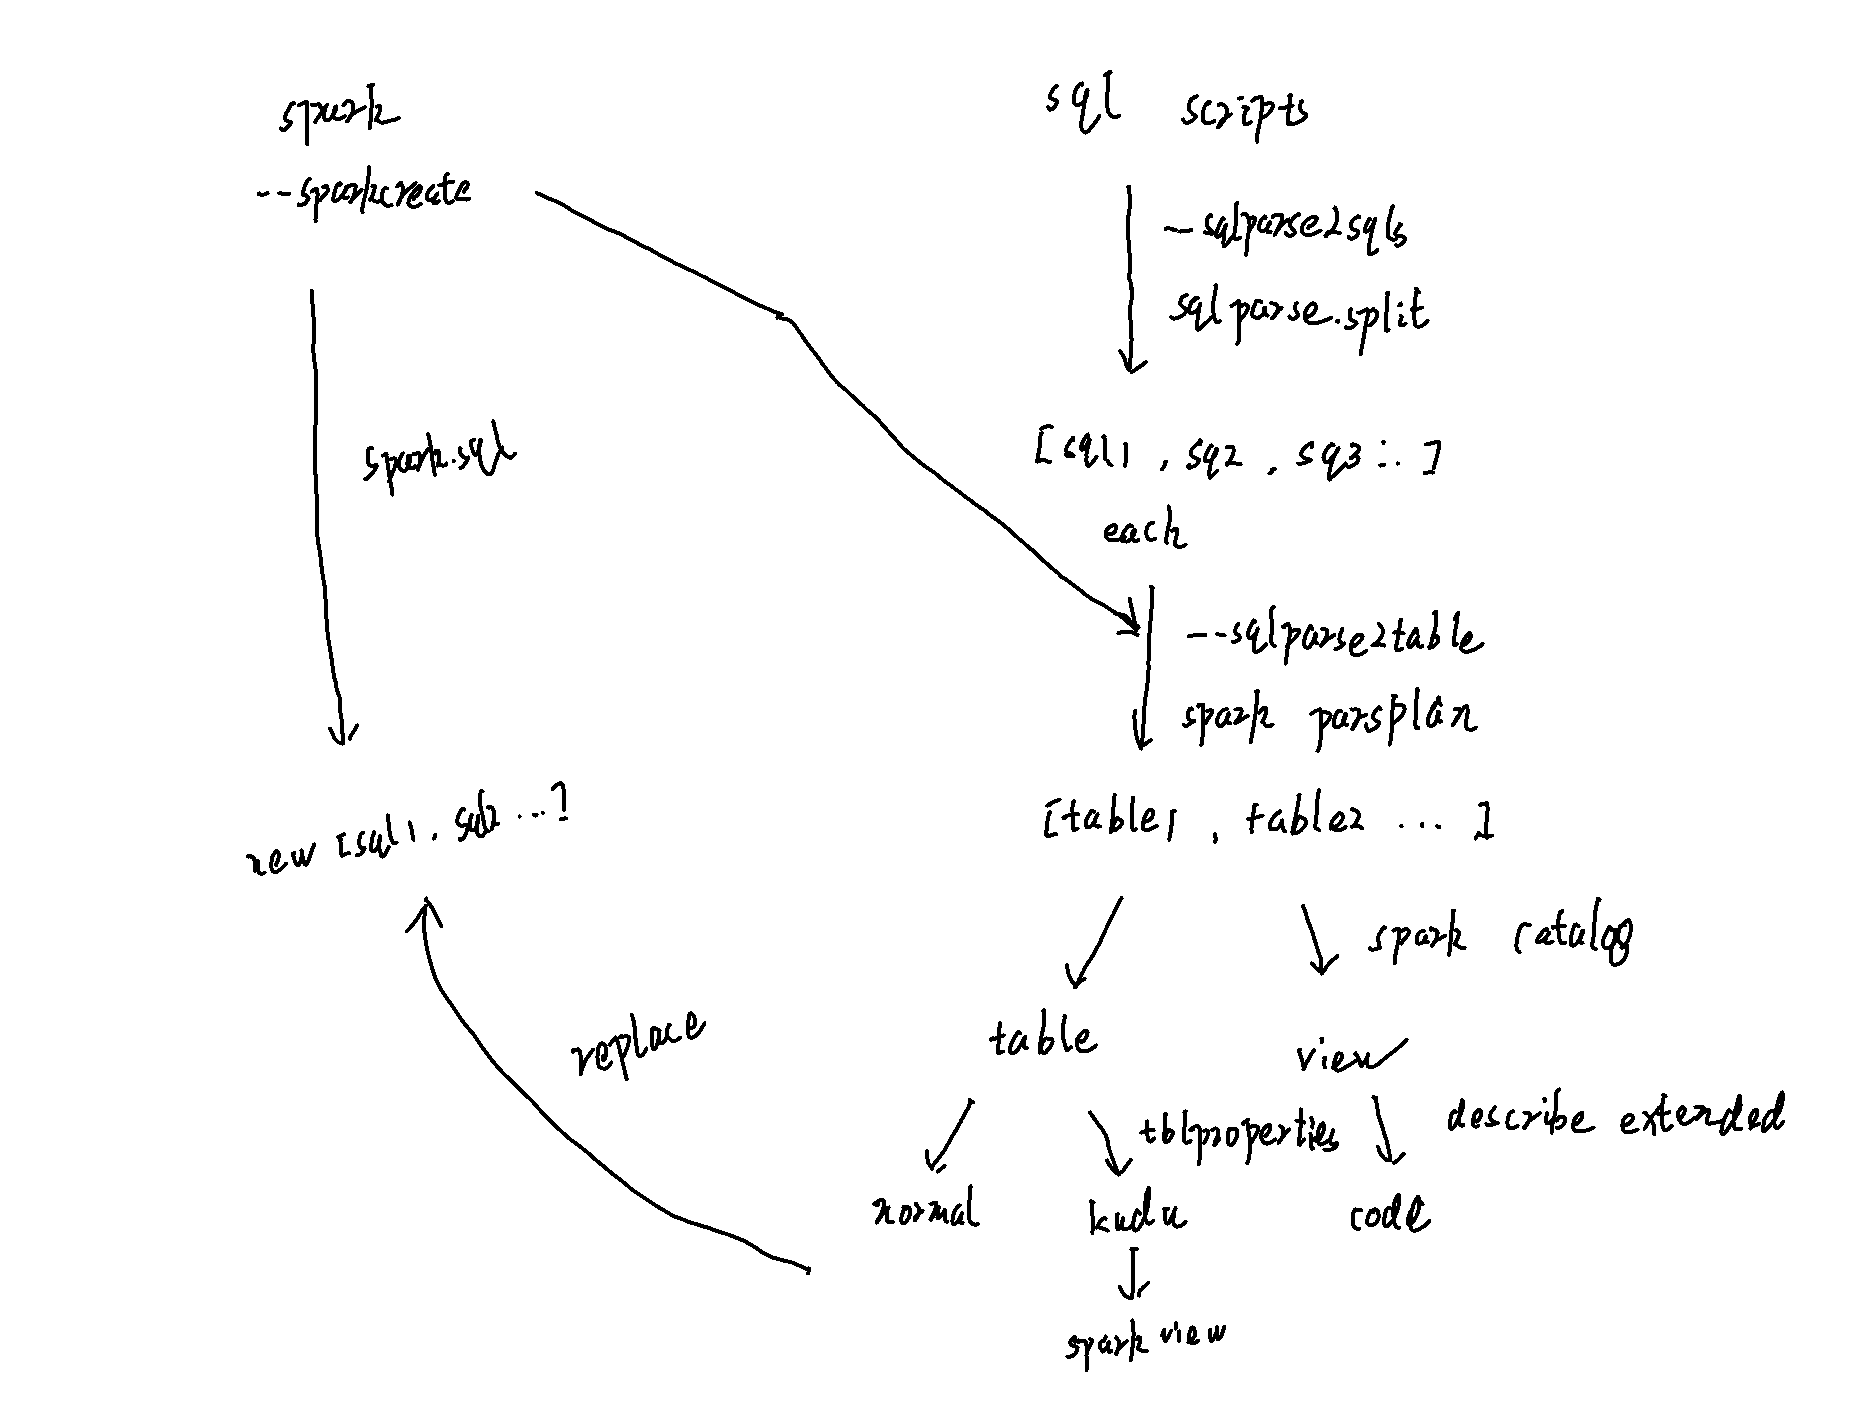 spark
--sparkcreate
spark.sql
new [sql1, sql2 ...]
replace
sql scripts
--sqlparse2sqls
sqlparse.split
[sql1, sq2, sq3 ...]
each
--sqlparse2table
spark parsplan
[table1, table2 ... ]
spark catalog
table
view
tblproperties
describe extended
normal
kudu
code
spark view